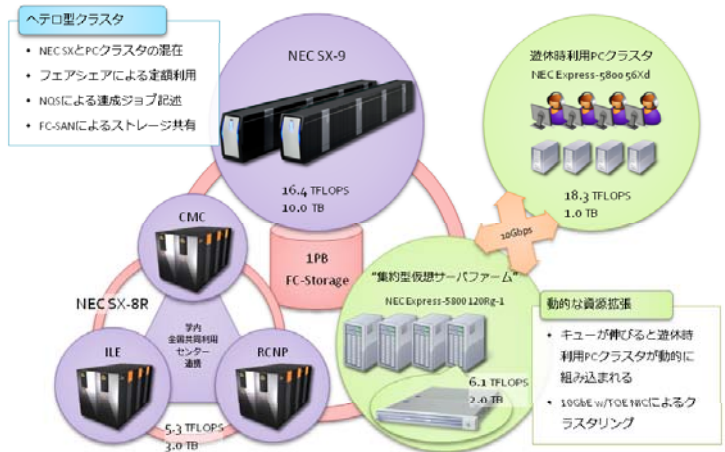 ヘテロ型クラスタ
• NEC SXとPCクラスタの混在
• フェアシェアによる定額利用
• NQSによる連成ジョブ記述
• FC-SANによるストレージ共有
NEC SX-9
16.4 TFLOPS
10.0 TB
遊休時利用PCクラスタ
NEC Express-5800 56Xd
18.3 TFLOPS
1.0 TB
10Gbps
CMC
1PB
FC-Storage
NEC SX-8R
学内
全国共同利用
センター
連携
ILE
RCNP
5.3 TFLOPS
3.0 TB
"集約型仮想サーバファーム"
NEC Express-5800 120Rg-1
6.1 TFLOPS
2.0 TB
動的な資源拡張
• キューが伸びると遊休時
利用PCクラスタが動的に
組み込まれる
• 10GbE w/TOE NICによるク
ラスタリング